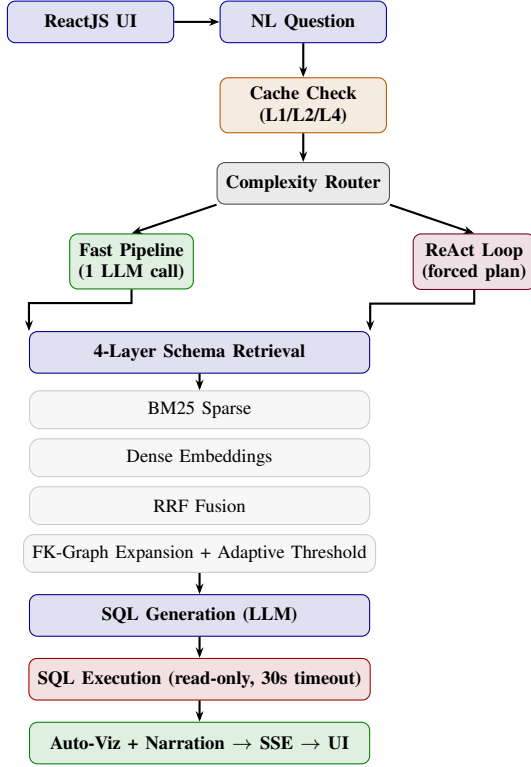 ReactJS UI
NL Question
Cache Check
(L1/L2/L4)
Complexity Router
Fast Pipeline
(1 LLM call)
ReAct Loop
(forced plan)
4-Layer Schema Retrieval
BM25 Sparse
Dense Embeddings
RRF Fusion
FK-Graph Expansion + Adaptive Threshold
SQL Generation (LLM)
SQL Execution (read-only, 30s timeout)
Auto-Viz + Narration → SSE → UI